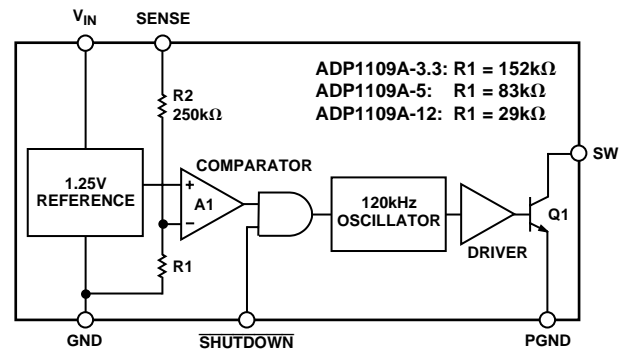 VIN SENSE
ADP1109A-3.3: R1 = 152kΩ
ADP1109A-5: R1 = 83kΩ
ADP1109A-12: R1 = 29kΩ
R2
250kΩ
SW
COMPARATOR
1.25V
REFERENCE
+
A1
−
120kHz
OSCILLATOR
Q1
DRIVER
R1
GND SHUTDOWN PGND